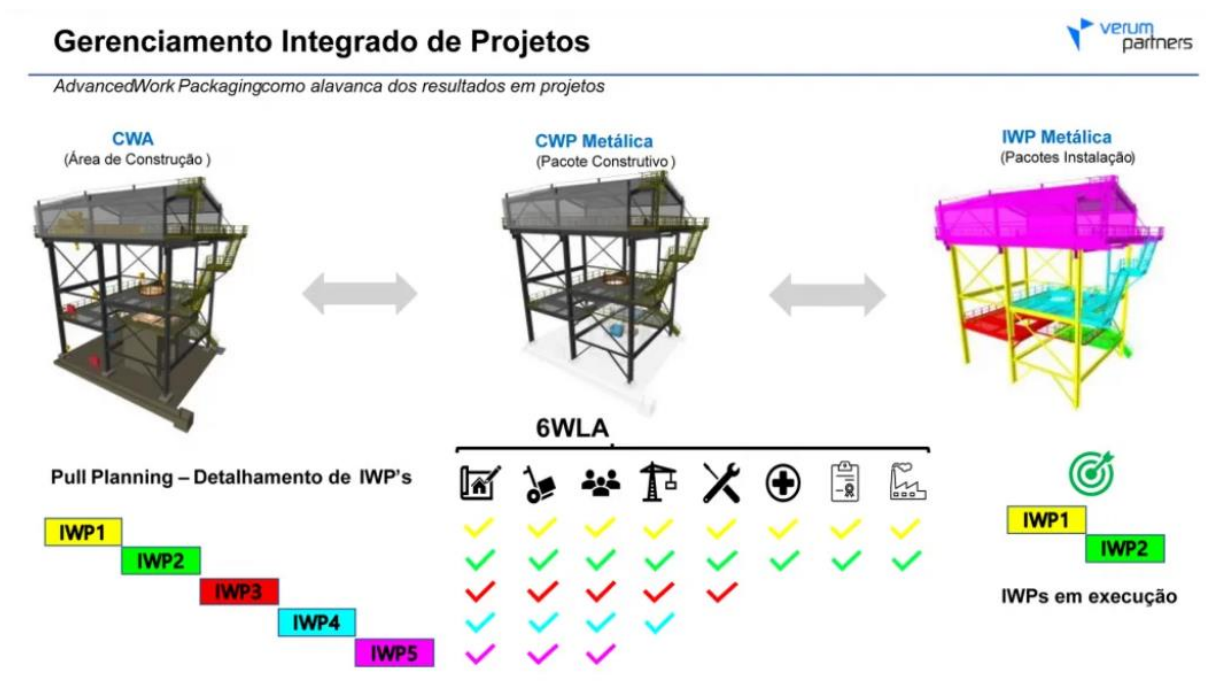 Gerenciamento Integrado de Projetos
verum
partners
AdvancedWork Packagingcomo alavanca dos resultados em projetos
CWA
(Área de Construção )
CWP Metálica
(Pacote Construtivo )
IWP Metálica
(Pacotes Instalação)
6WLA
Pull Planning – Detalhamento de IWP's
IWP1
IWP2
IWP3
IWP4
IWP5
IWP1
IWP2
IWPs em execução